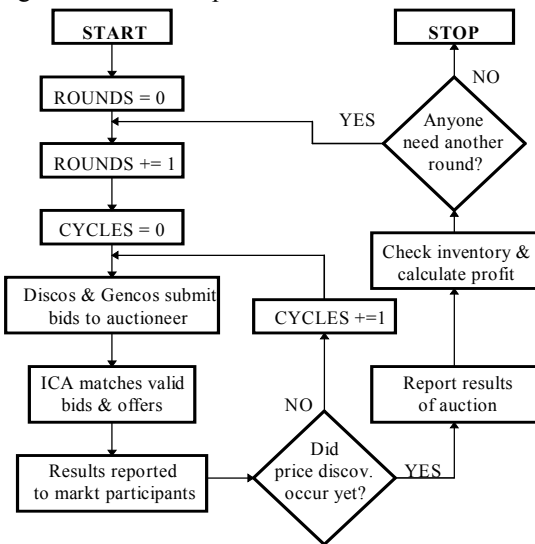 START
ROUNDS = 0
ROUNDS += 1
CYCLES = 0
Discos & Gencos submit
bids to auctioneer
ICA matches valid
bids & offers
Results reported
to markt participants
Did
price discov.
occur yet?
NO
CYCLES +=1
YES
Report results
of auction
Check inventory &
calculate profit
Anyone
need another
round?
YES
NO
STOP